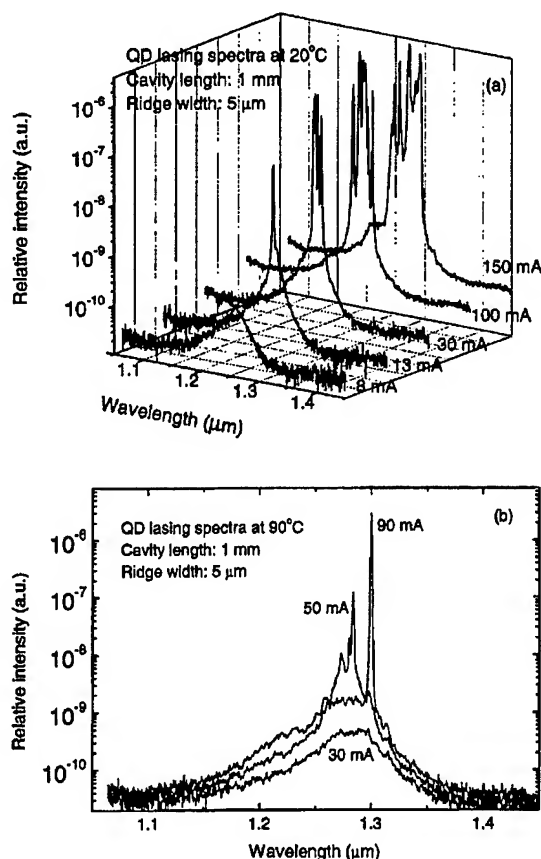 QD lasing spectra at 20°C
Cavity length: 1 mm
Ridge width: 5 μm
(a)
Relative intensity (a.u.)
10⁻⁶
10⁻⁷
10⁻⁸
10⁻⁹
10⁻¹⁰
150 mA
100 mA
30 mA
13 mA
8 mA
1.1
1.2
1.3
1.4
Wavelength (μm)
QD lasing spectra at 90°C
Cavity length: 1 mm
Ridge width: 5 μm
(b)
90 mA
50 mA
30 mA
Relative intensity (a.u.)
10⁻⁶
10⁻⁷
10⁻⁸
10⁻⁹
10⁻¹⁰
1.1
1.2
1.3
1.4
Wavelength (μm)